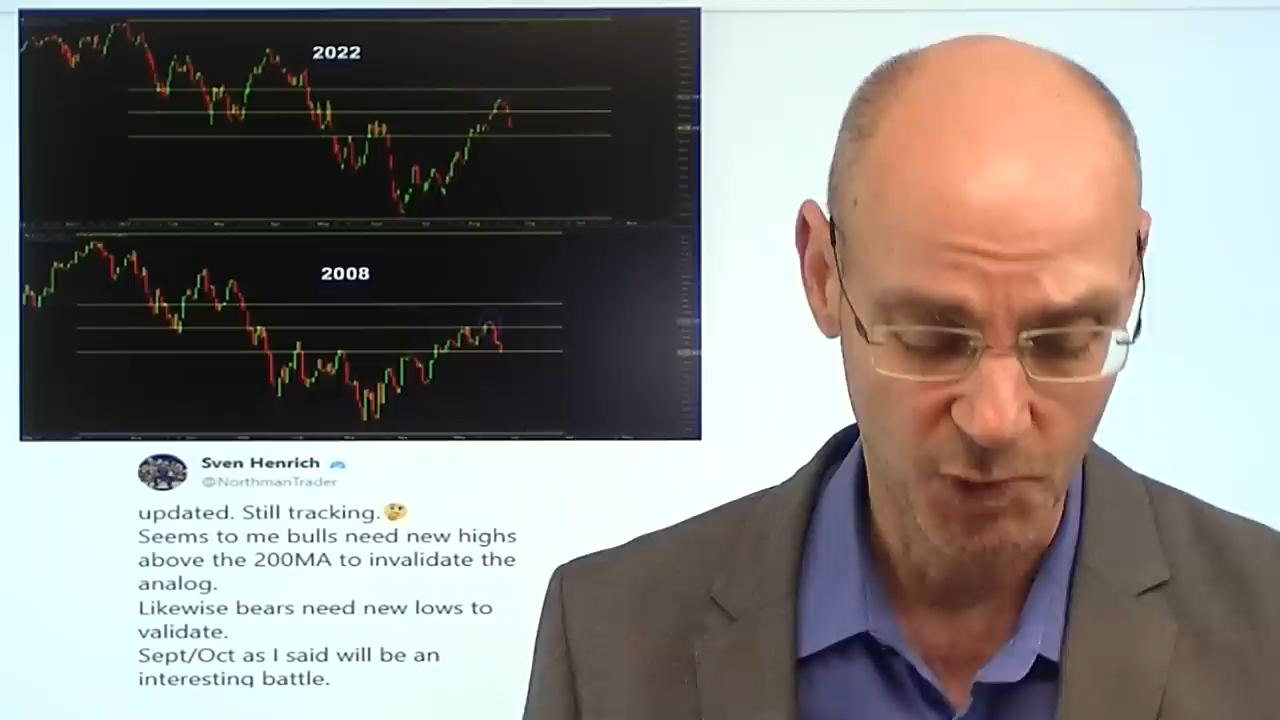 2022
2008
Sven Henrich
@NorthmanTrader
updated. Still tracking.🤔
Seems to me bulls need new highs
above the 200MA to invalidate the
analog.
Likewise bears need new lows to
validate.
Sept/Oct as I said will be an
interesting battle.